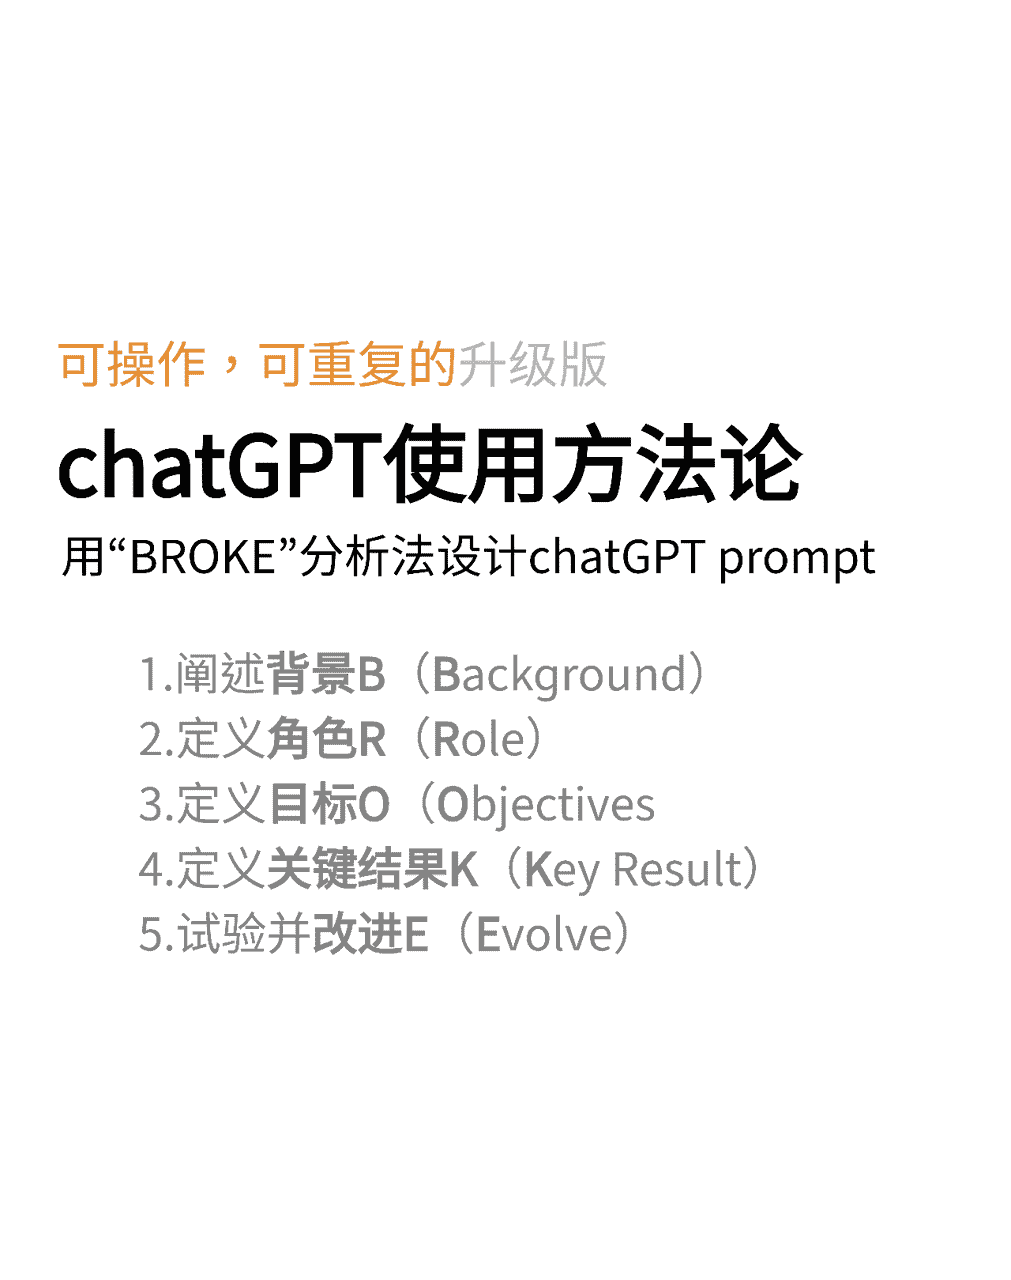 可操作，可重复的升级版
chatGPT使用方法论
用“BROKE”分析法设计chatGPT prompt
1.阐述背景B（Background）
2.定义角色R（Role）
3.定义目标O（Objectives
4.定义关键结果K（Key Result）
5.试验并改进E（Evolve）